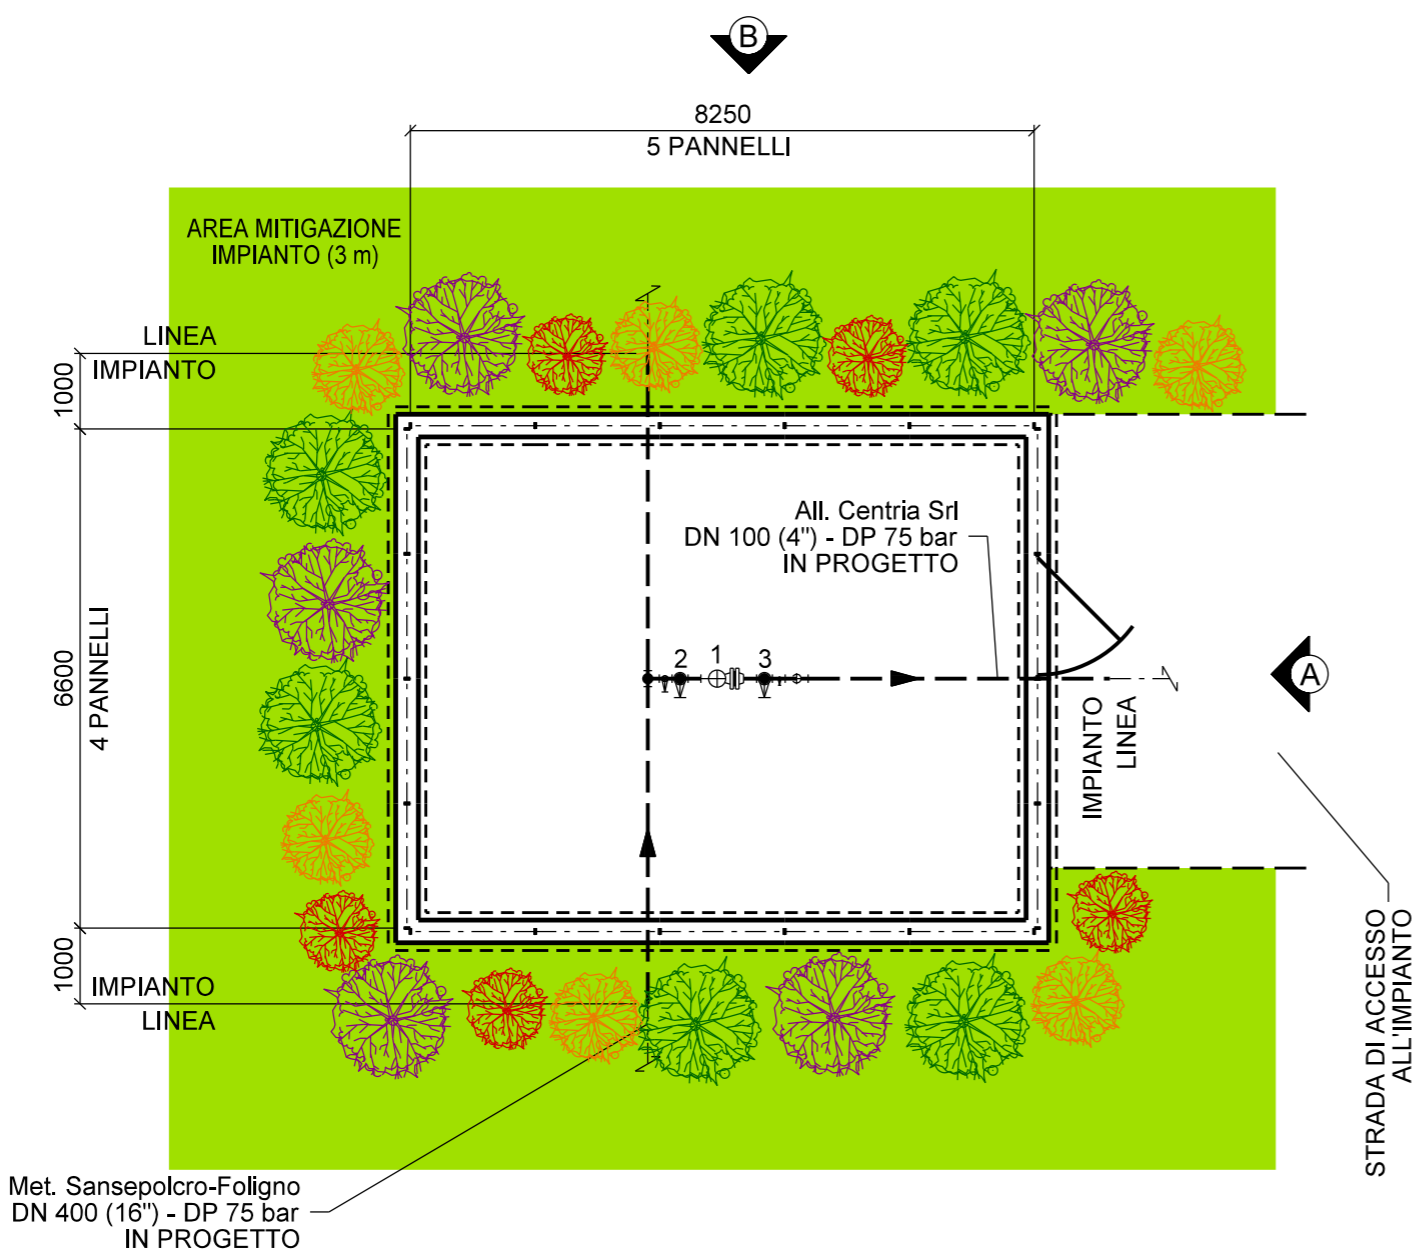 B
8250
5 PANNELLI
AREA MITIGAZIONE
IMPIANTO (3 m)
LINEA
IMPIANTO
1000
All. Centria Srl
DN 100 (4") - DP 75 bar
IN PROGETTO
6600
4 PANNELLI
2 1 3
A
IMPIANTO
LINEA
1000
IMPIANTO
LINEA
STRADA DI ACCESSO
ALL'IMPIANTO
Met. Sansepolcro-Foligno
DN 400 (16") - DP 75 bar
IN PROGETTO